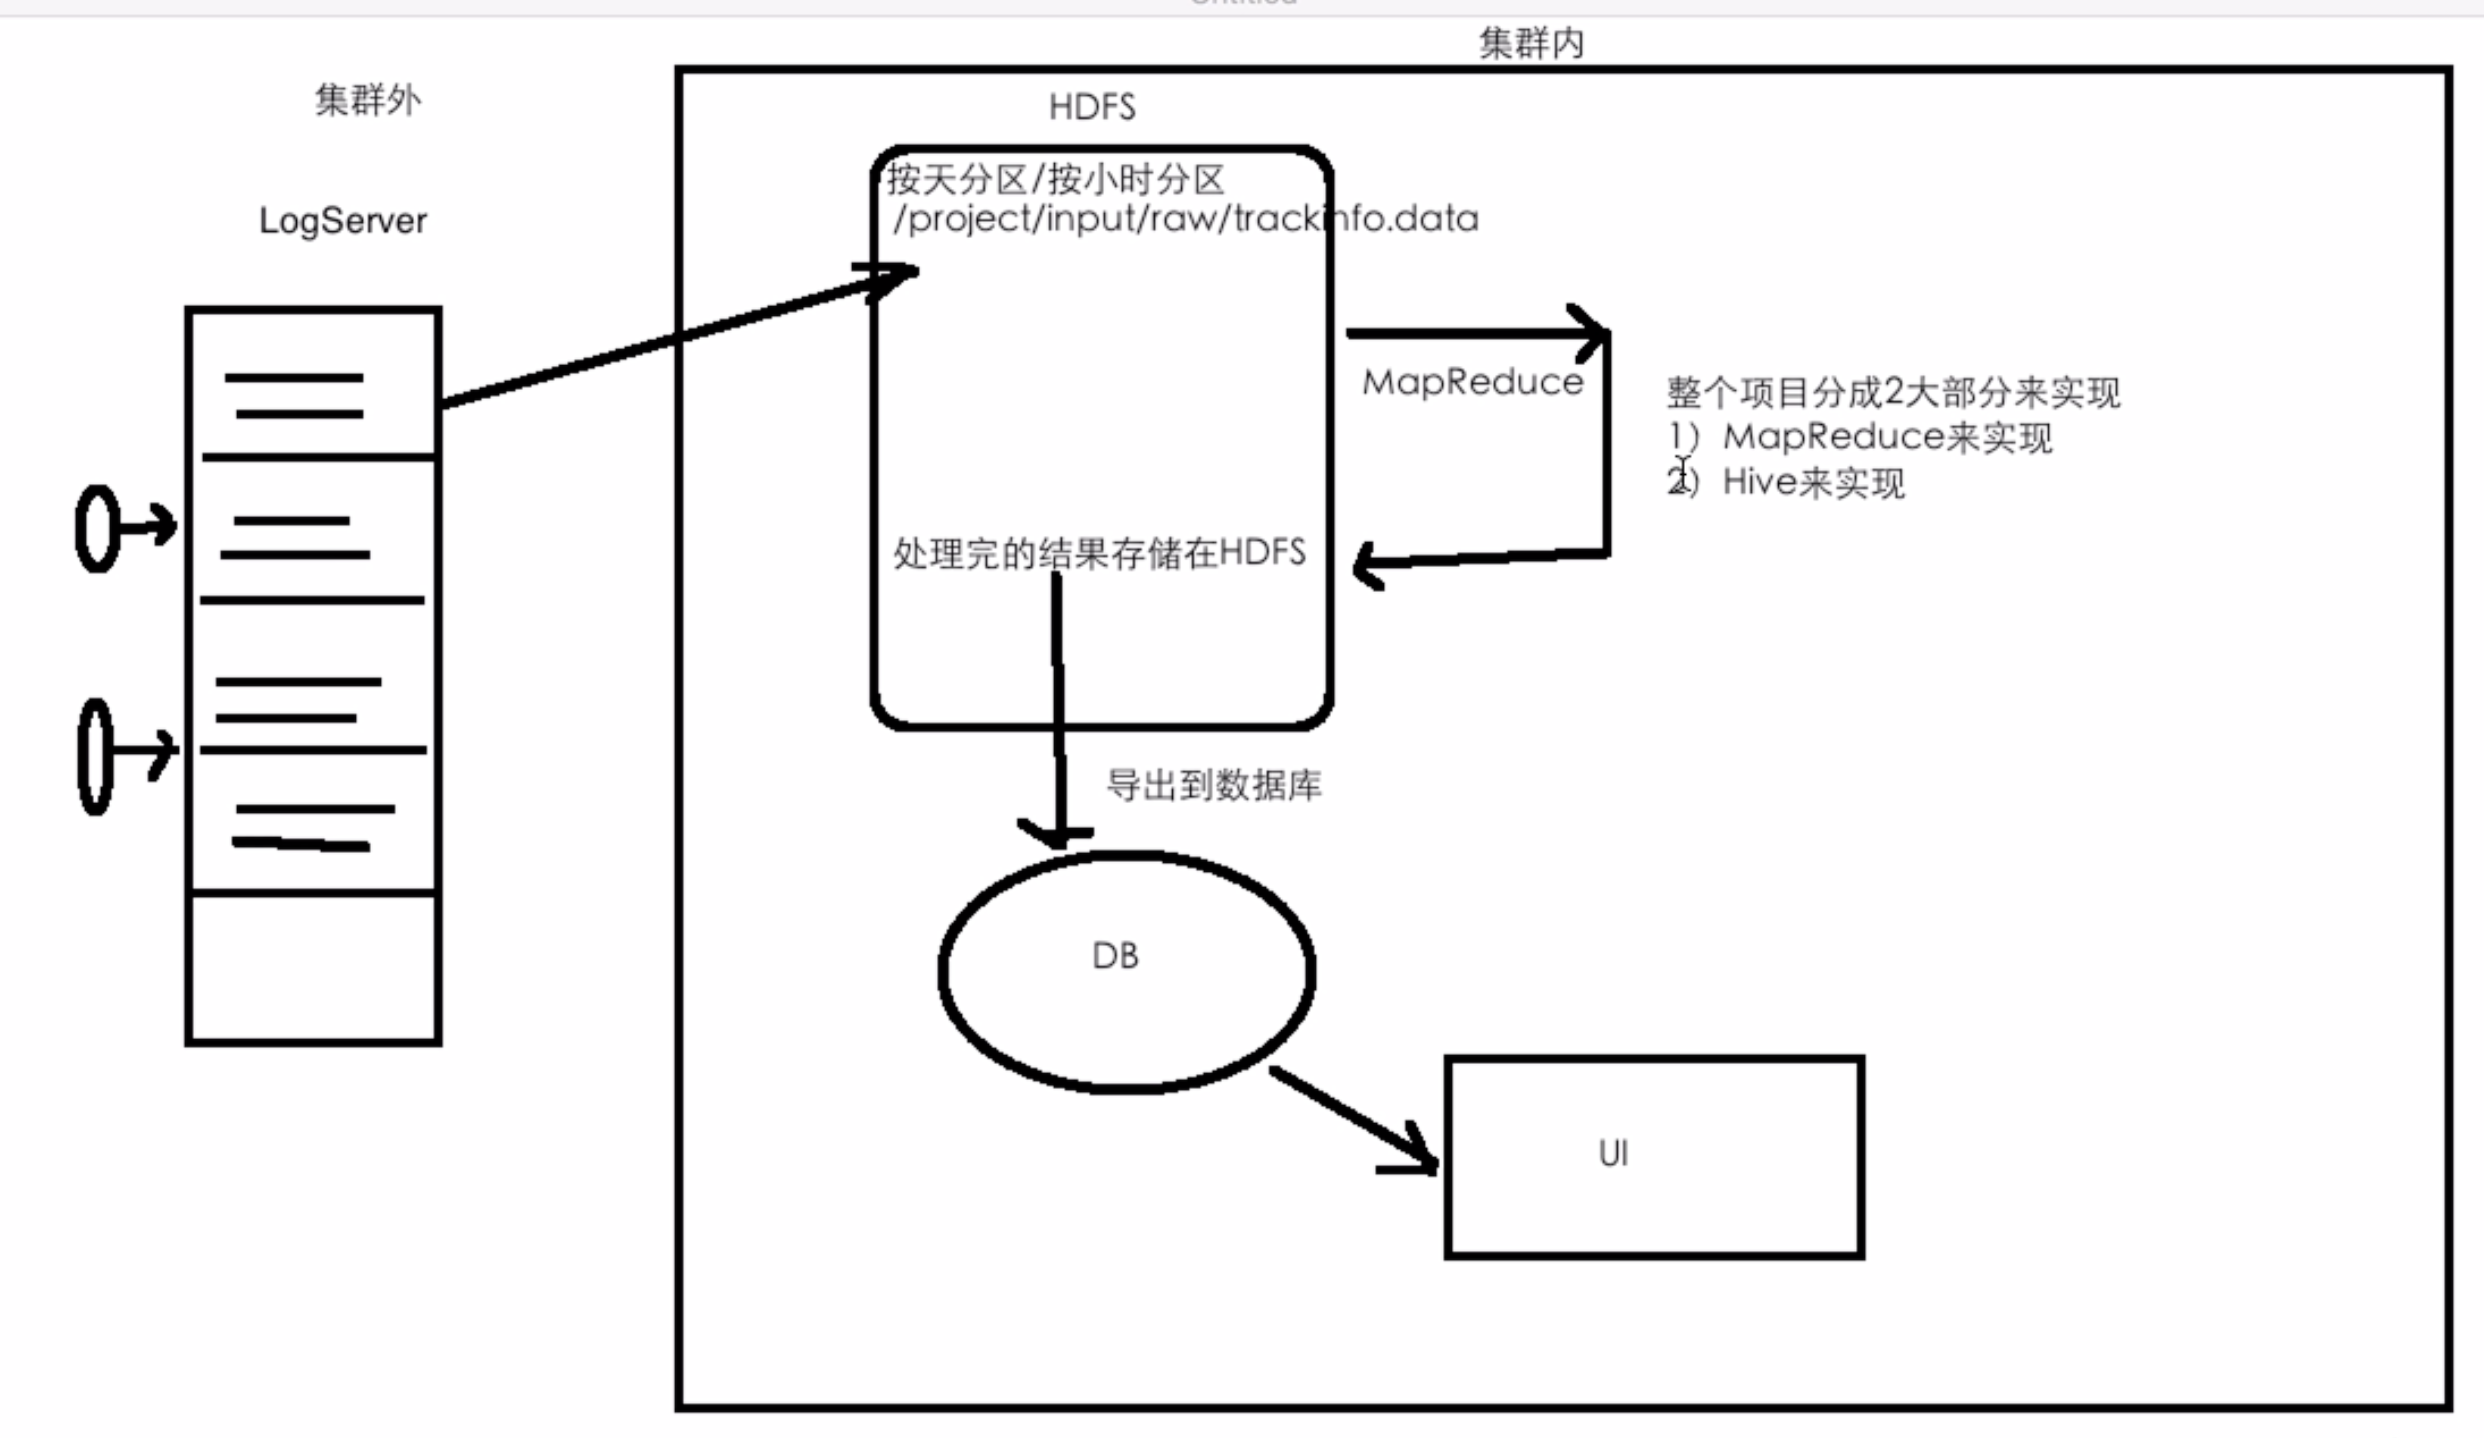 Untitled
集群内
集群外
HDFS
按天分区/按小时分区
/project/input/raw/trackinfo.data
LogServer
MapReduce
整个项目分成2大部分来实现
1）MapReduce来实现
2）Hive来实现
处理完的结果存储在HDFS
导出到数据库
DB
UI